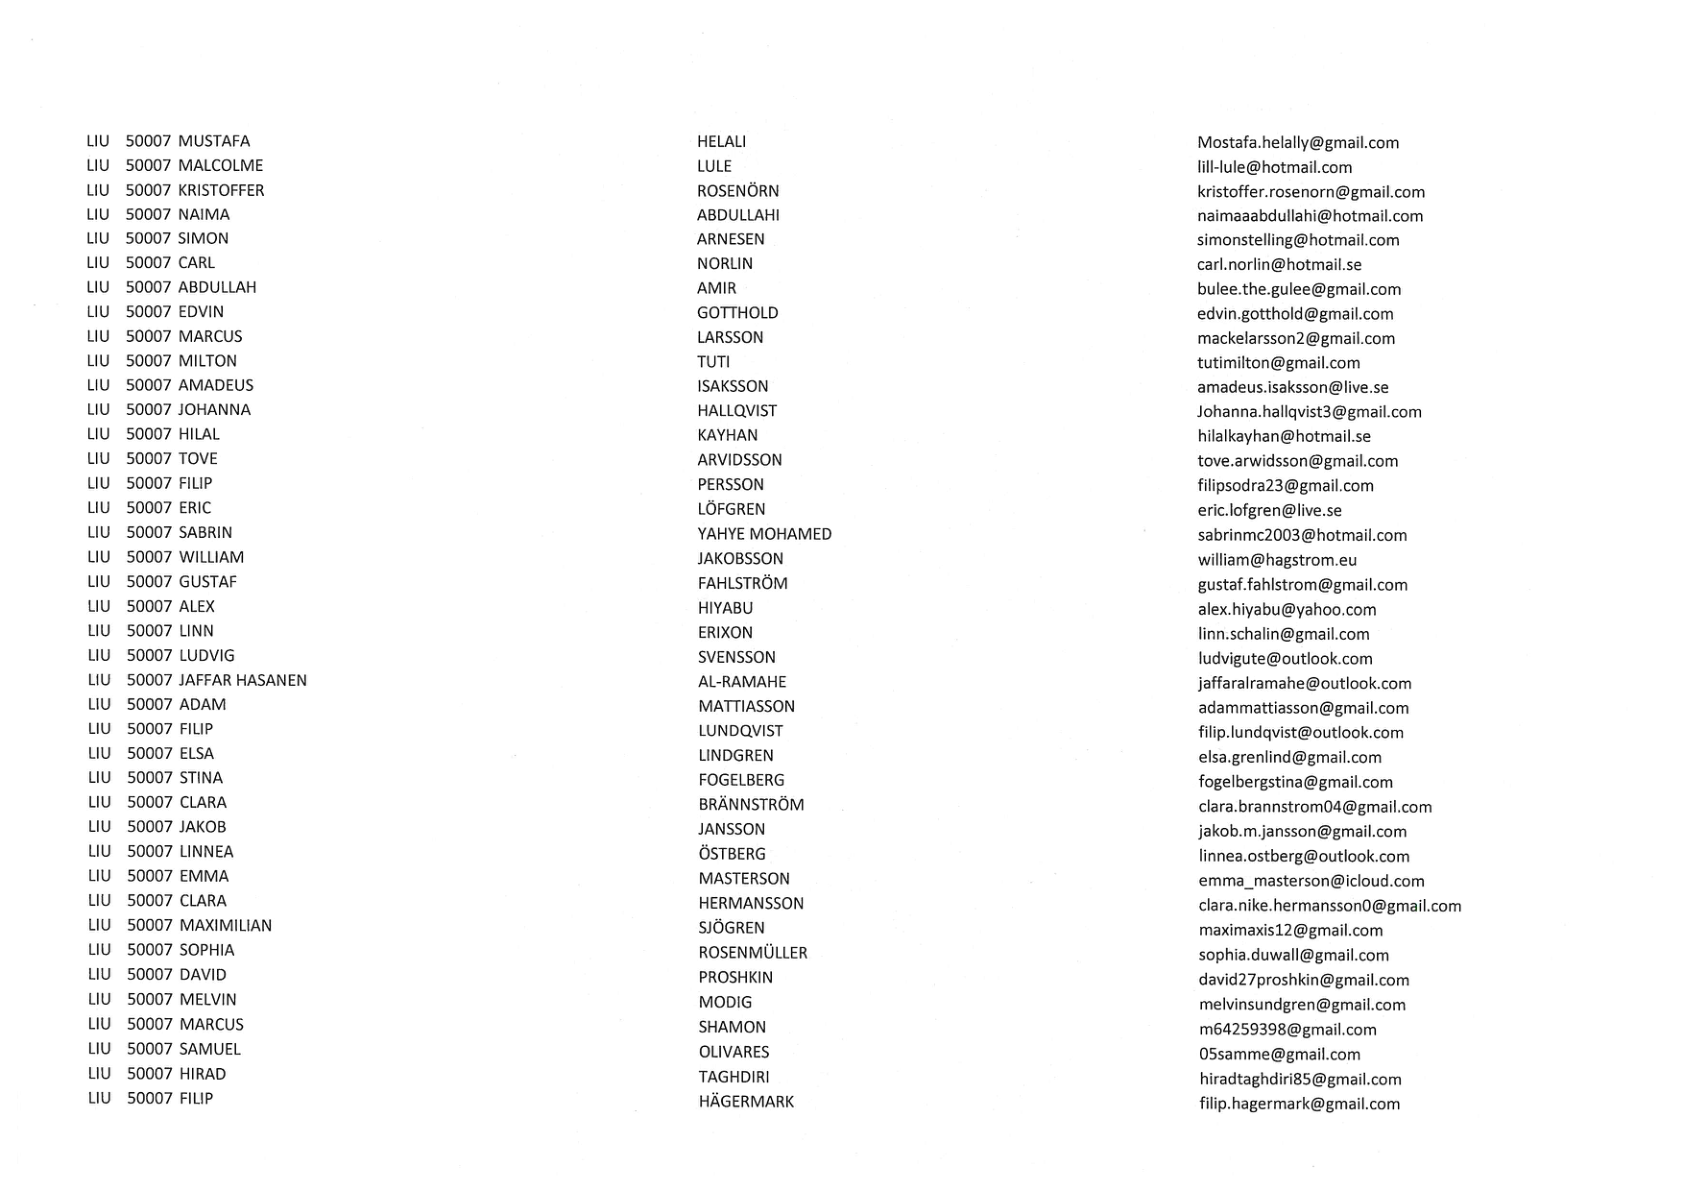 LIU 50007 MUSTAFA HELALI Mostafa.helally@gmail.com
LIU 50007 MALCOLME LULE lill-lule@hotmail.com
LIU 50007 KRISTOFFER ROSENÖRN kristoffer.rosenorn@gmail.com
LIU 50007 NAIMA ABDULLAHI naimaaabdullahi@hotmail.com
LIU 50007 SIMON ARNESEN simonstelling@hotmail.com
LIU 50007 CARL NORLIN carl.norlin@hotmail.se
LIU 50007 ABDULLAH AMIR bulee.the.gulee@gmail.com
LIU 50007 EDVIN GOTTHOLD edvin.gotthold@gmail.com
LIU 50007 MARCUS LARSSON mackelarsson2@gmail.com
LIU 50007 MILTON TUTI tutimilton@gmail.com
LIU 50007 AMADEUS ISAKSSON amadeus.isaksson@live.se
LIU 50007 JOHANNA HALLQVIST Johanna.hallqvist3@gmail.com
LIU 50007 HILAL KAYHAN hilalkayhan@hotmail.se
LIU 50007 TOVE ARVIDSSON tove.arwidsson@gmail.com
LIU 50007 FILIP PERSSON filipsodra23@gmail.com
LIU 50007 ERIC LÖFGREN eric.lofgren@live.se
LIU 50007 SABRIN YAHYE MOHAMED sabrinmc2003@hotmail.com
LIU 50007 WILLIAM JAKOBSSON william@hagstrom.eu
LIU 50007 GUSTAF FAHLSTRÖM gustaf.fahlstrom@gmail.com
LIU 50007 ALEX HIYABU alex.hiyabu@yahoo.com
LIU 50007 LINN ERIXON linn.schalin@gmail.com
LIU 50007 LUDVIG SVENSSON ludvigute@outlook.com
LIU 50007 JAFFAR HASANEN AL-RAMAHE jaffaralramahe@outlook.com
LIU 50007 ADAM MATTIASSON adammattiasson@gmail.com
LIU 50007 FILIP LUNDQVIST filip.lundqvist@outlook.com
LIU 50007 ELSA LINDGREN elsa.grenlind@gmail.com
LIU 50007 STINA FOGELBERG fogelbergstina@gmail.com
LIU 50007 CLARA BRÄNNSTRÖM clara.brannstrom04@gmail.com
LIU 50007 JAKOB JANSSON jakob.m.jansson@gmail.com
LIU 50007 LINNEA ÖSTBERG linnea.ostberg@outlook.com
LIU 50007 EMMA MASTERSON emma_masterson@icloud.com
LIU 50007 CLARA HERMANSSON clara.nike.hermansson0@gmail.com
LIU 50007 MAXIMILIAN SJÖGREN maximaxis12@gmail.com
LIU 50007 SOPHIA ROSENMÜLLER sophia.duwall@gmail.com
LIU 50007 DAVID PROSHKIN david27proshkin@gmail.com
LIU 50007 MELVIN MODIG melvinsundgren@gmail.com
LIU 50007 MARCUS SHAMON m64259398@gmail.com
LIU 50007 SAMUEL OLIVARES 05samme@gmail.com
LIU 50007 HIRAD TAGHDIRI hiradtaghdiri85@gmail.com
LIU 50007 FILIP HÄGERMARK filip.hagermark@gmail.com